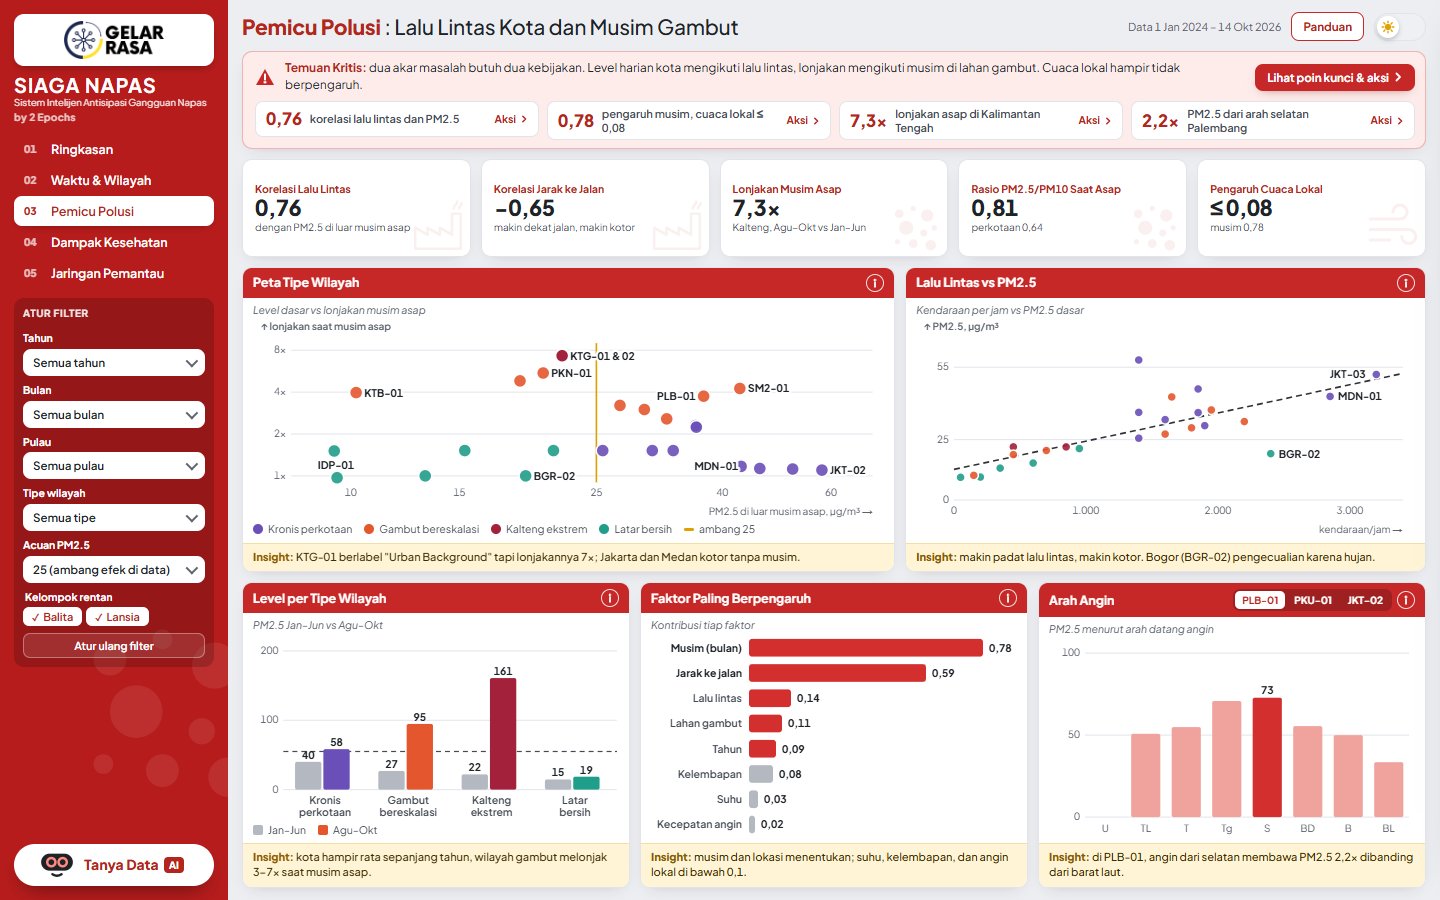 GELAR
RASA
SIAGA NAPAS
Sistem Intelijen Antisipasi Gangguan Napas
by 2 Epochs
01 Ringkasan
02 Waktu & Wilayah
03 Pemicu Polusi
04 Dampak Kesehatan
05 Jaringan Pemantau
ATUR FILTER
Tahun
Semua tahun
Bulan
Semua bulan
Pulau
Semua pulau
Tipe wilayah
Semua tipe
Acuan PM2.5
25 (ambang efek di data)
Kelompok rentan
✓ Balita ✓ Lansia
Atur ulang filter
Tanya Data AI
Pemicu Polusi : Lalu Lintas Kota dan Musim Gambut
Data 1 Jan 2024 – 14 Okt 2026
Panduan
Temuan Kritis: dua akar masalah butuh dua kebijakan. Level harian kota mengikuti lalu lintas, lonjakan mengikuti musim di lahan gambut. Cuaca lokal hampir tidak
berpengaruh.
Lihat poin kunci & aksi
0,76 korelasi lalu lintas dan PM2.5 Aksi
0,78 pengaruh musim, cuaca lokal ≤
0,08 Aksi
7,3× lonjakan asap di Kalimantan
Tengah Aksi
2,2× PM2.5 dari arah selatan
Palembang Aksi
Korelasi Lalu Lintas
0,76
dengan PM2.5 di luar musim asap
Korelasi Jarak ke Jalan
−0,65
makin dekat jalan, makin kotor
Lonjakan Musim Asap
7,3×
Kalteng, Agu–Okt vs Jan–Jun
Rasio PM2.5/PM10 Saat Asap
0,81
perkotaan 0,64
Pengaruh Cuaca Lokal
≤0,08
musim 0,78
Peta Tipe Wilayah
Level dasar vs lonjakan musim asap
↑ lonjakan saat musim asap
8×
4×
2×
1×
KTG-01 & 02
PKN-01
KTB-01
PLB-01
SM2-01
IDP-01
BGR-02
MDN-01
JKT-02
10 15 25 40 60
PM2.5 di luar musim asap, µg/m³ →
Kronis perkotaan Gambut bereskalasi Kalteng ekstrem Latar bersih ambang 25
Insight: KTG-01 berlabel "Urban Background" tapi lonjakannya 7×; Jakarta dan Medan kotor tanpa musim.
Lalu Lintas vs PM2.5
Kendaraan per jam vs PM2.5 dasar
↑ PM2.5, µg/m³
55
25
0
JKT-03
MDN-01
BGR-02
0 1.000 2.000 3.000
kendaraan/jam →
Insight: makin padat lalu lintas, makin kotor. Bogor (BGR-02) pengecualian karena hujan.
Level per Tipe Wilayah
PM2.5 Jan–Jun vs Agu–Okt
200
100
0
40 58
27 95
22 161
15 19
Kronis
perkotaan
Gambut
bereskalasi
Kalteng
ekstrem
Latar
bersih
Jan–Jun Agu–Okt
Insight: kota hampir rata sepanjang tahun, wilayah gambut melonjak
3–7× saat musim asap.
Faktor Paling Berpengaruh
Kontribusi tiap faktor
Musim (bulan) 0,78
Jarak ke jalan 0,59
Lalu lintas 0,14
Lahan gambut 0,11
Tahun 0,09
Kelembapan 0,08
Suhu 0,03
Kecepatan angin 0,02
Insight: musim dan lokasi menentukan; suhu, kelembapan, dan angin
lokal di bawah 0,1.
Arah Angin
PLB-01 PKU-01 JKT-02
PM2.5 menurut arah datang angin
100
50
0
73
U TL T Tg S BD B BL
Insight: di PLB-01, angin dari selatan membawa PM2.5 2,2× dibanding
dari barat laut.